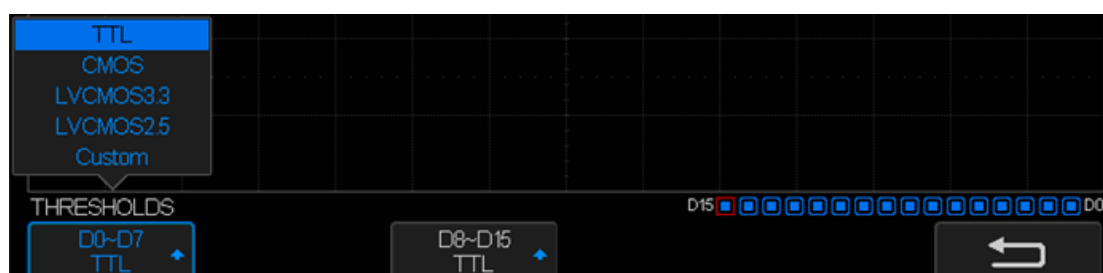 TTL
CMOS
LVCMOS3.3
LVCMOS2.5
Custom
THRESHOLDS
D15 D0
D0~D7
TTL
D8~D15
TTL